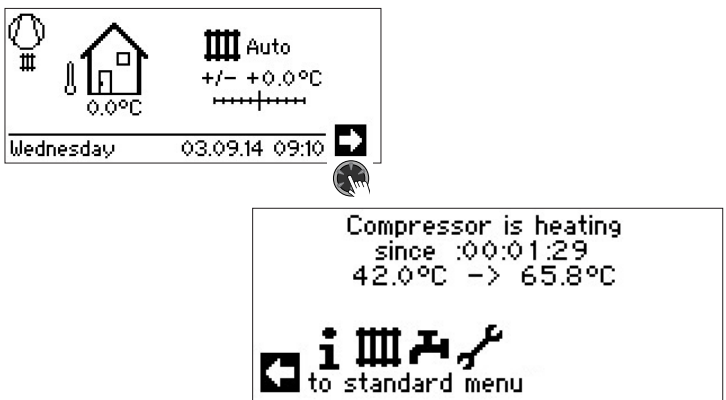 Auto
+/- +0.0°C
0.0°C
Wednesday 03.09.14 09:10
Compressor is heating
since :00:01:29
42.0°C -> 65.8°C
to standard menu